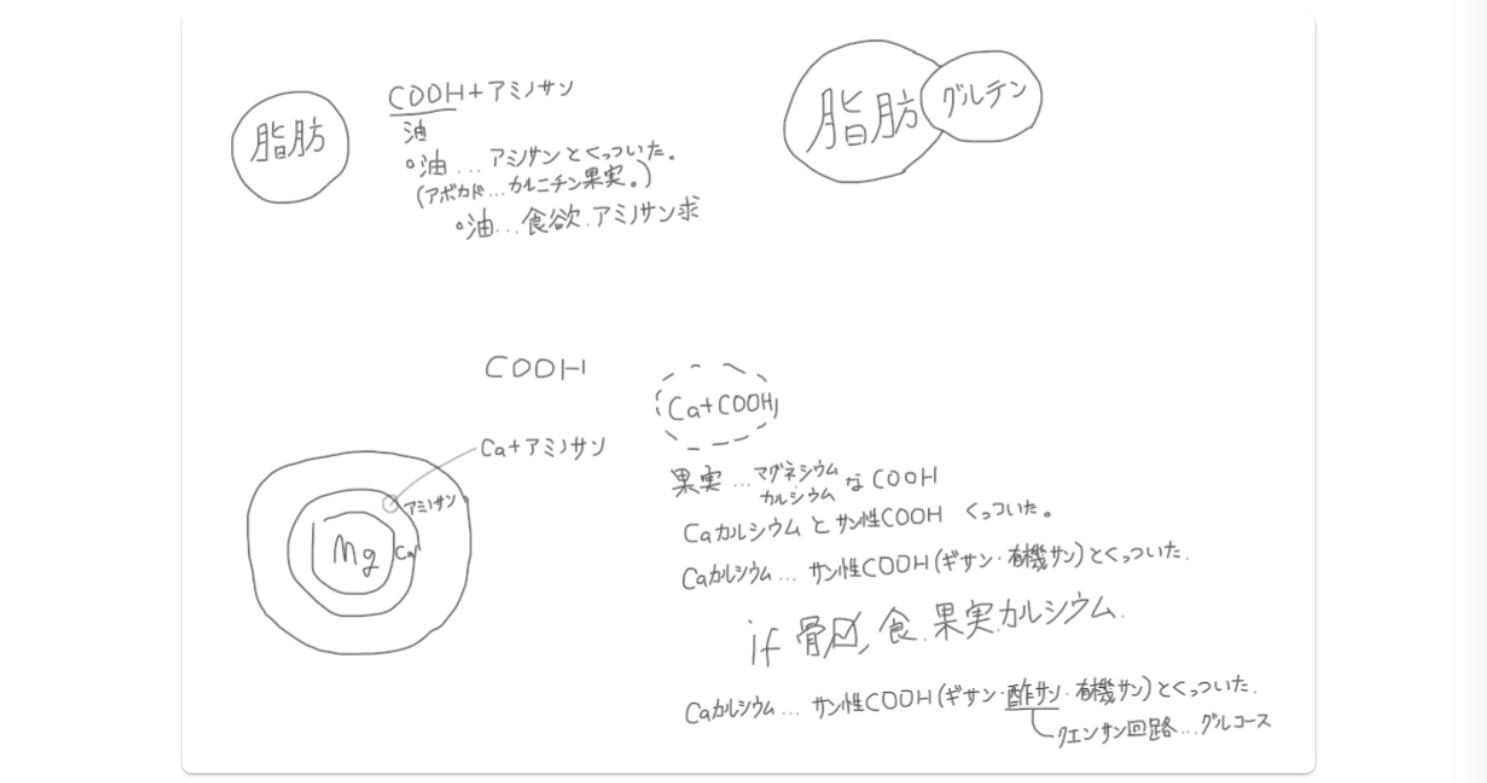 脂肪
COOH+アミノサン
油
°油...アミノサンとくっついた。
(アボカド...カルニチン果実。)
°油...食欲.アミノサン求
脂肪
グルテン
COOH
Ca+COOH
Ca+アミノサン
アミノサン
Mg
Ca
果実...マグネシウム
カルシウム なCOOH
Caカルシウムとサン性COOH くっついた。
Caカルシウム...サン性COOH(ギサン·有機サン)とくっついた.
if 骨☑, 食.果実.カルシウム.
Caカルシウム...サン性COOH(ギサン·酢サン·有機サン)とくっついた.
クエンサン回路...グルコース